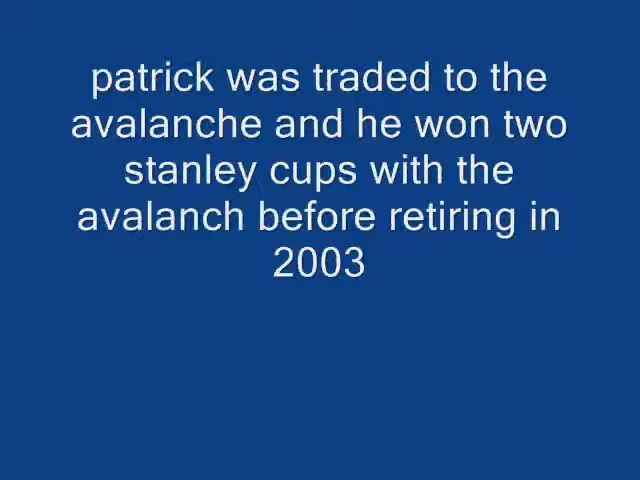 patrick was traded to the
avalanche and he won two
stanley cups with the
avalanch before retiring in
2003